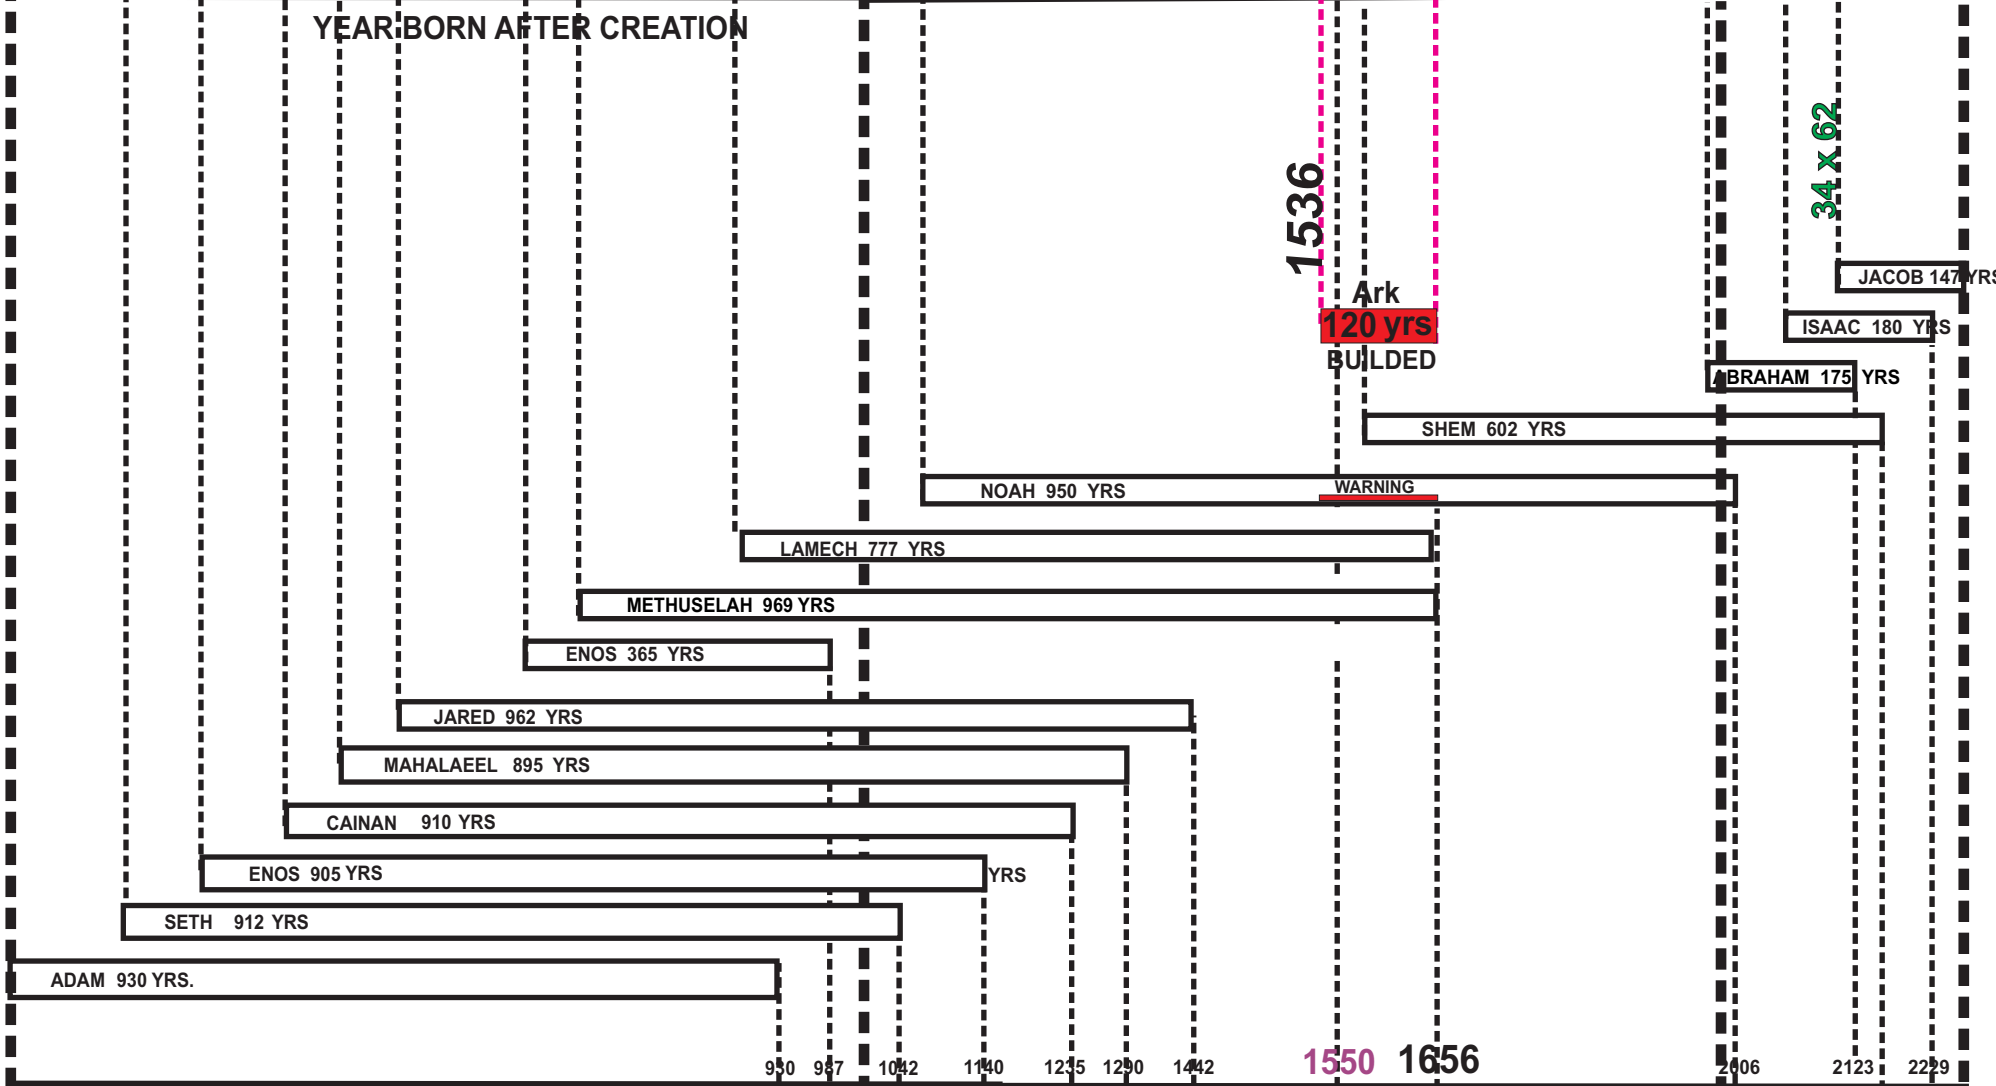 YEAR BORN AFTER CREATION
34 x 62
1536
JACOB 147 YRS
Ark
120 yrs
BUILDED
ISAAC 180 YRS
ABRAHAM 175 YRS
SHEM 602 YRS
NOAH 950 YRS
WARNING
LAMECH 777 YRS
METHUSELAH 969 YRS
ENOS 365 YRS
JARED 962 YRS
MAHALAEEL 895 YRS
CAINAN 910 YRS
ENOS 905 YRS YRS
SETH 912 YRS
ADAM 930 YRS.
930 987 1042 1140 1235 1290 1442 1550 1656 2006 2123 2229